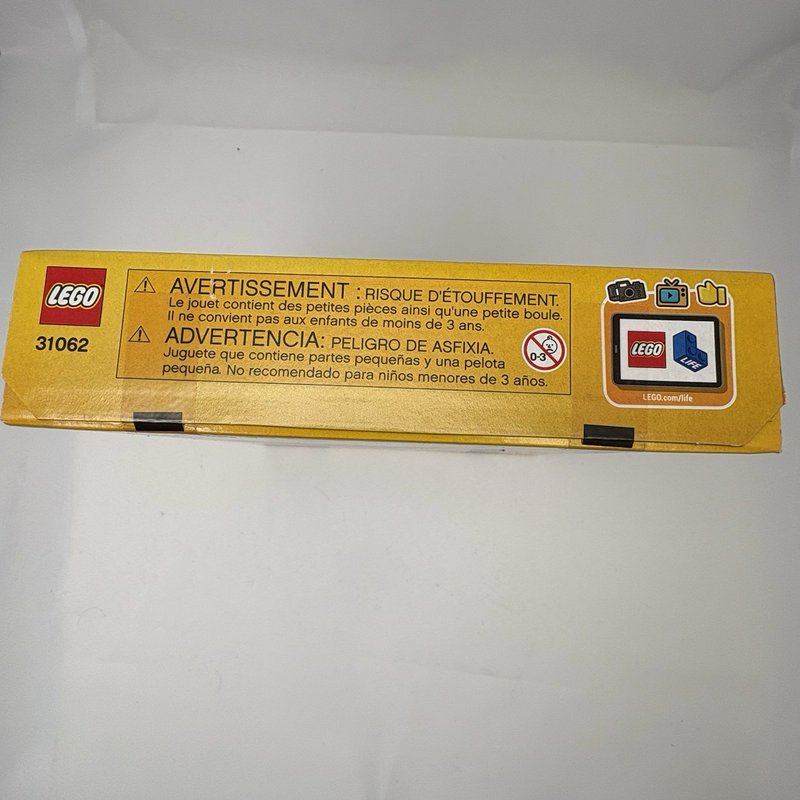 LEGO
31062
AVERTISSEMENT : RISQUE D'ÉTOUFFEMENT.
Le jouet contient des petites pièces ainsi qu'une petite boule.
Il ne convient pas aux enfants de moins de 3 ans.
ADVERTENCIA: PELIGRO DE ASFIXIA.
Juguete que contiene partes pequeñas y una pelota
pequeña. No recomendado para niños menores de 3 años.
0-3
LEGO
LIFE
LEGO.com/life